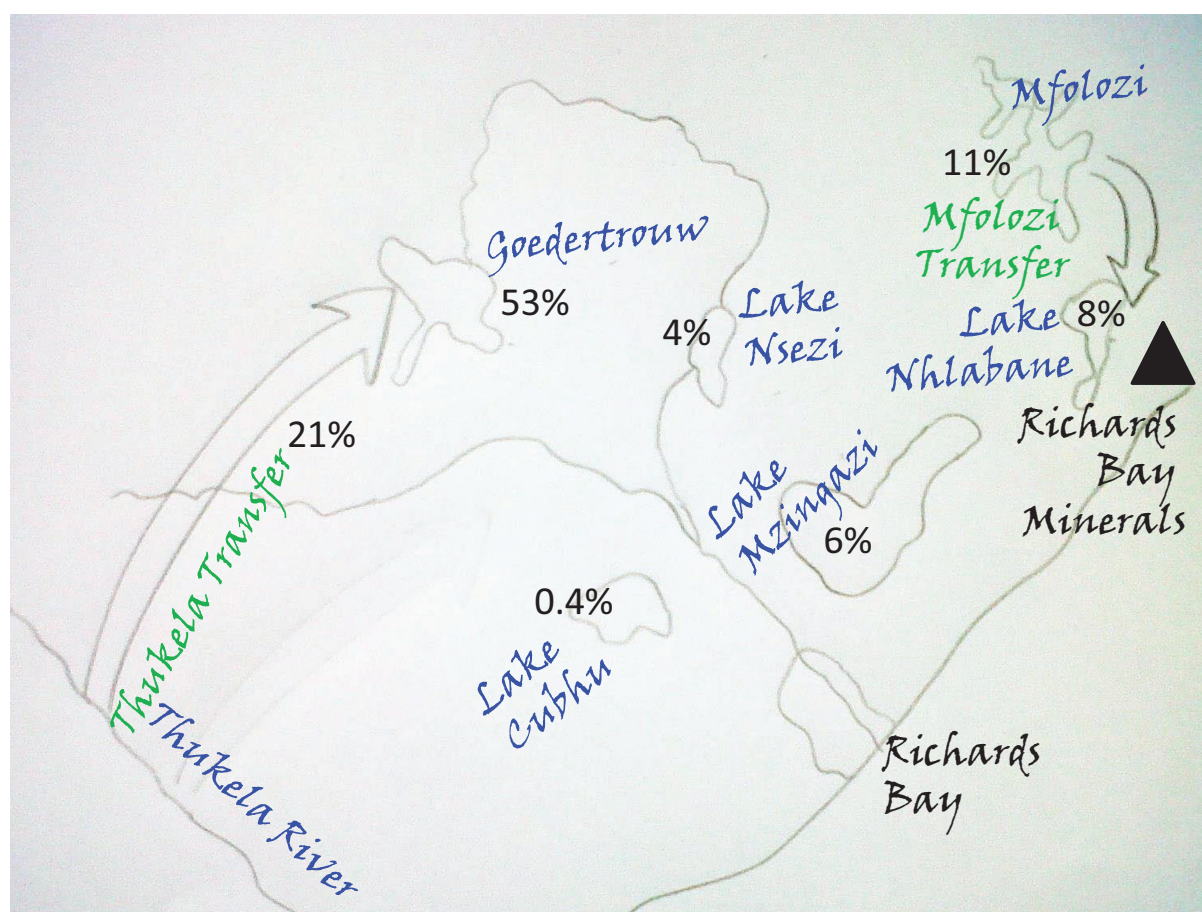 Mfolozi
11%
Mfolozi
Transfer
Goedertrouw
53%
Lake
Nsezi
4%
Lake
Nhlabane
8%
Richards
Bay
Minerals
21%
Thukela Transfer
Lake
Mzingazi
6%
0.4%
Lake
Cubhu
Thukela River
Richards
Bay